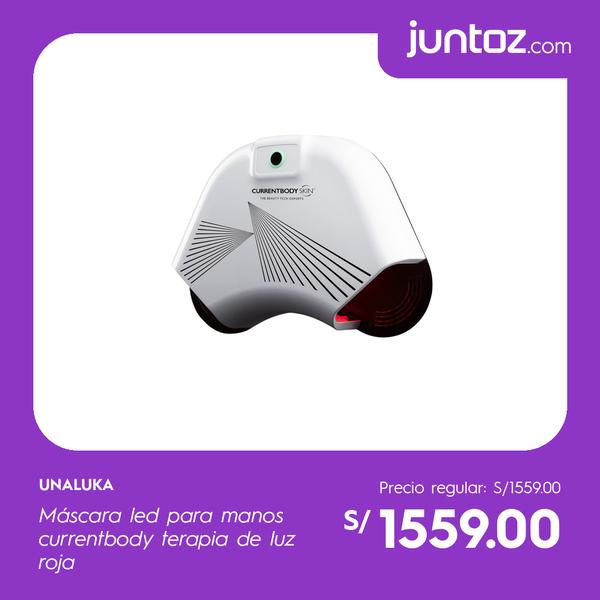 juntoz.com
CURRENTBODY SKIN
THE BEAUTY TECH EXPERTS
UNALUKA
Máscara led para manos
currentbody terapia de luz
roja
Precio regular: S/1559.00
S/ 1559.00